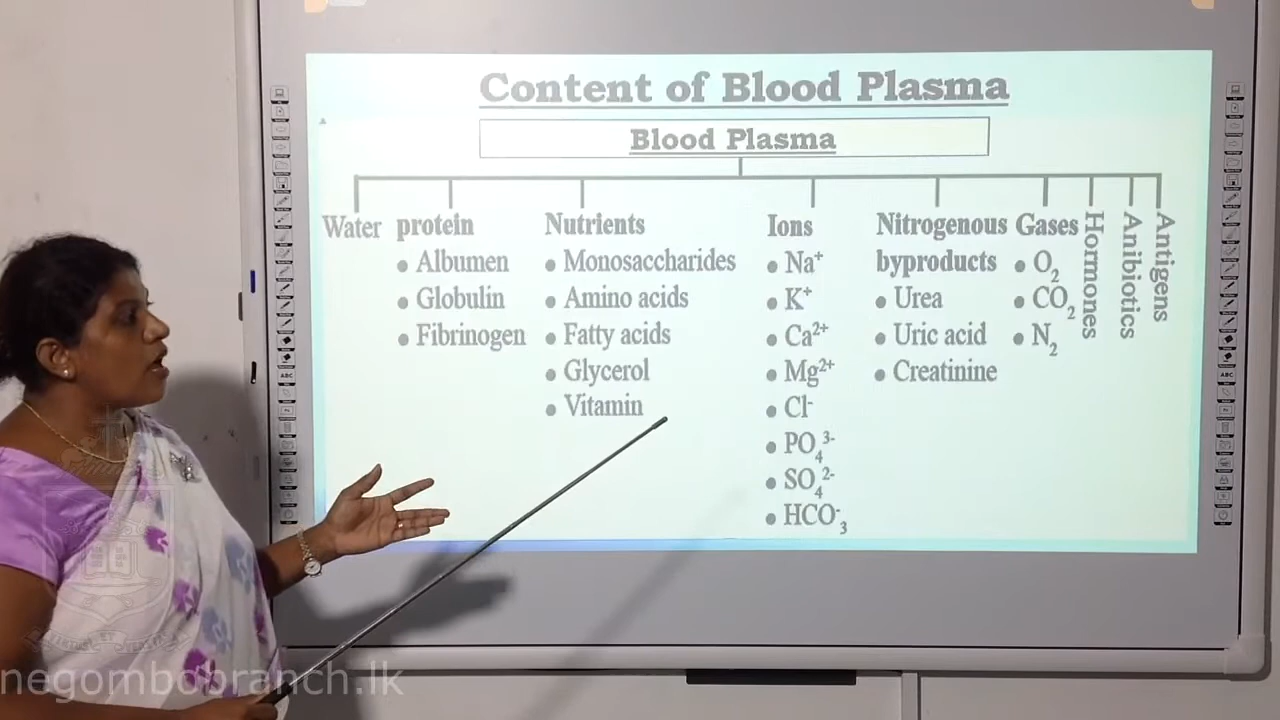 Content of Blood Plasma
Blood Plasma
Water
protein
• Albumen
• Globulin
• Fibrinogen
Nutrients
• Monosaccharides
• Amino acids
• Fatty acids
• Glycerol
• Vitamin
Ions
• Na⁺
• K⁺
• Ca²⁺
• Mg²⁺
• Cl⁻
• PO₄³⁻
• SO₄²⁻
• HCO⁻₃
Nitrogenous
byproducts
• Urea
• Uric acid
• Creatinine
Gases
• O₂
• CO₂
• N₂
Hormones
Anibiotics
Antigens
ABC
ABC
negombobranch.lk